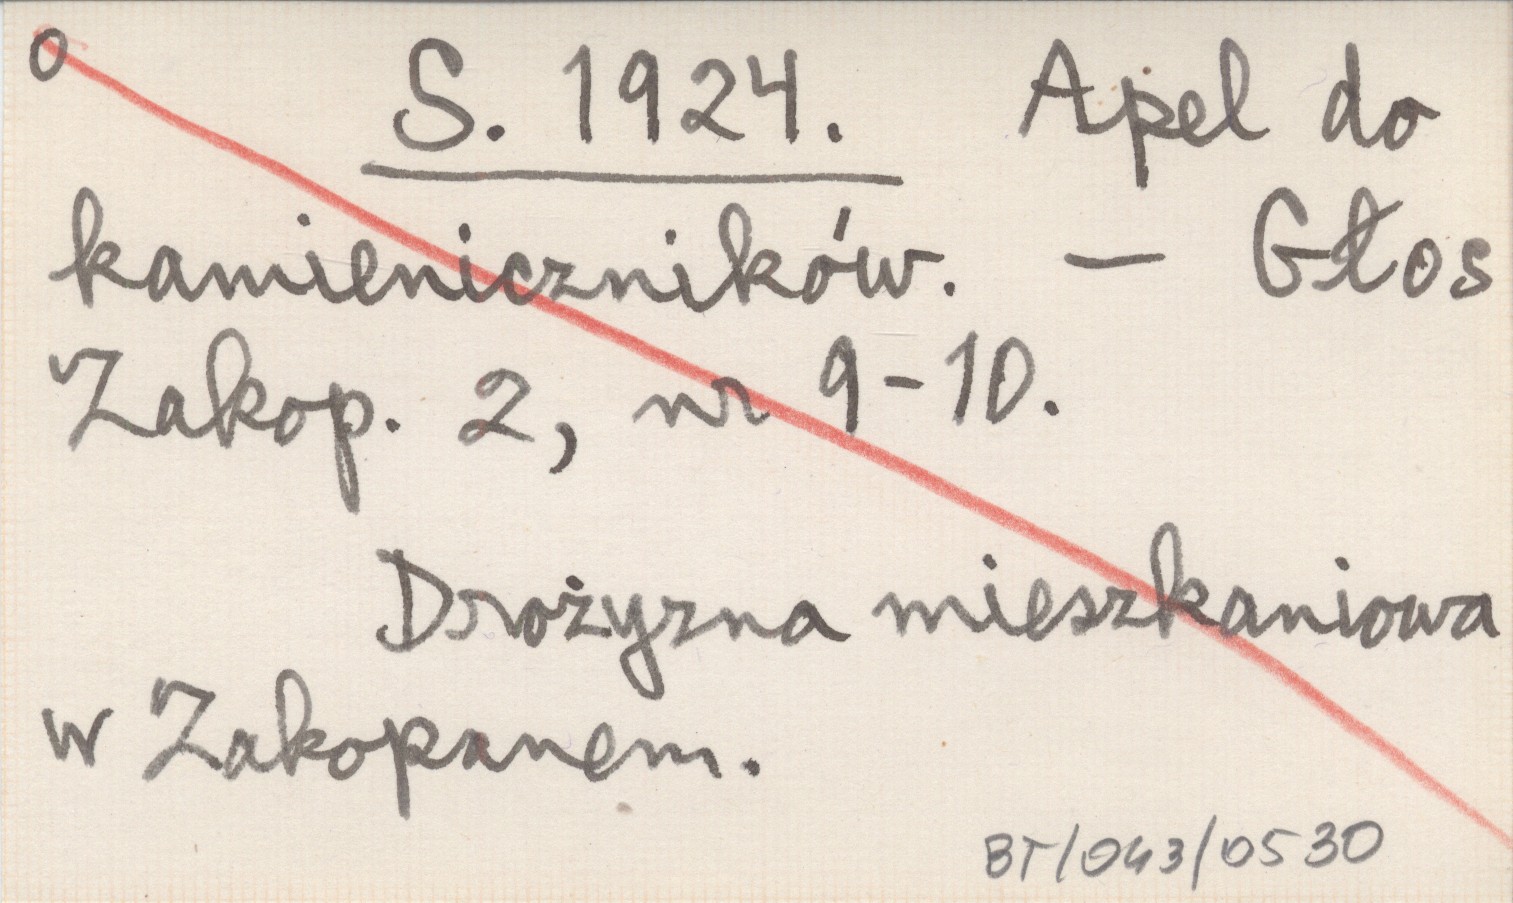 o S. 1924. Apel do
kamieniczników. — Głos
Zakop. 2, nr 9-10.
Drożyzna mieszkaniowa
w Zakopanem.
BT/043/0530